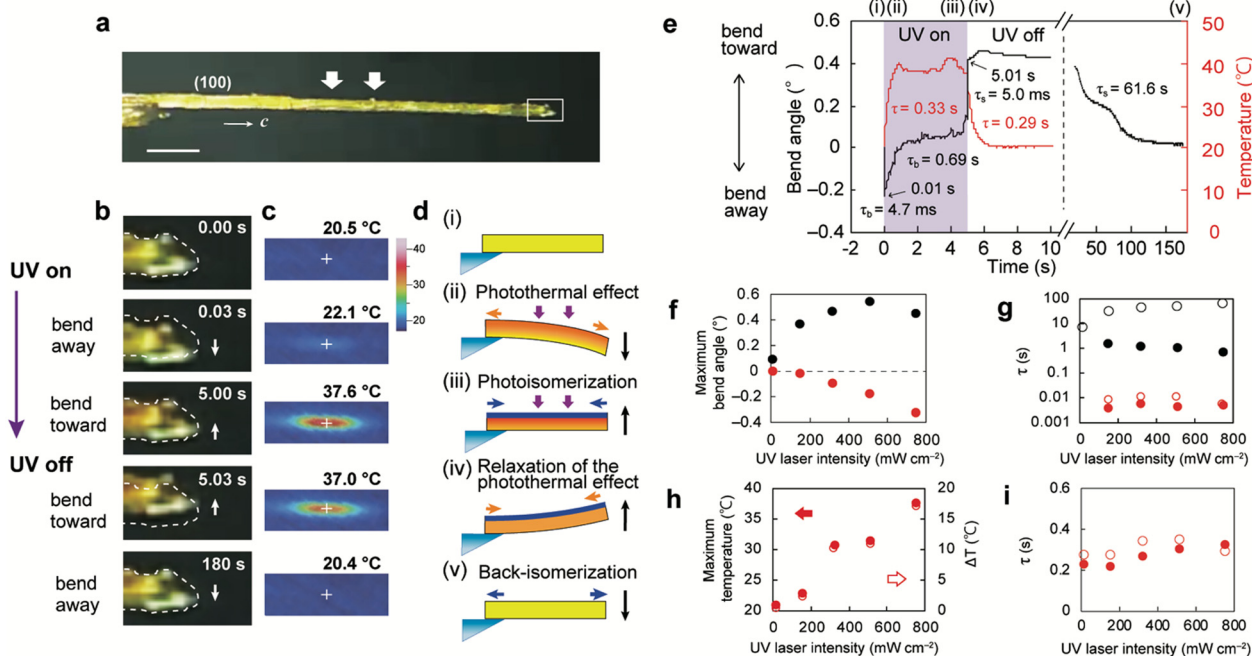 a
(100)
c
b
c
d
UV on
UV off
bend
away
bend
toward
bend
toward
bend
away
0.00 s
0.03 s
5.00 s
5.03 s
180 s
20.5 °C
22.1 °C
37.6 °C
37.0 °C
20.4 °C
40
30
20
(i)
(ii)
Photothermal effect
(iii)
Photoisomerization
(iv)
Relaxation of the
photothermal effect
(v)
Back-isomerization
e
bend
toward
bend
away
(i) (ii) (iii) (iv) (v)
UV on UV off
Bend angle (°)
0.6
0.4
0.2
0
−0.2
−0.4
τ = 0.33 s
τb = 0.69 s
0.01 s
τb = 4.7 ms
5.01 s
τs = 5.0 ms
τ = 0.29 s
τs = 61.6 s
−2 0 2 4 6 8 10 50 100 150
Time (s)
50
40
30
20
10
0
Temperature (℃)
f
Maximum
bend angle (°)
0.6
0.4
0.2
0
−0.2
−0.4
0 200 400 600 800
UV laser intensity (mW cm⁻²)
g
τ (s)
100
10
1
0.1
0.01
0.001
0 200 400 600 800
UV laser intensity (mW cm⁻²)
h
Maximum
temperature (℃)
40
35
30
25
20
20
15
10
5
0
ΔT (℃)
0 200 400 600 800
UV laser intensity (mW cm⁻²)
i
τ (s)
0.6
0.4
0.2
0
0 200 400 600 800
UV laser intensity (mW cm⁻²)